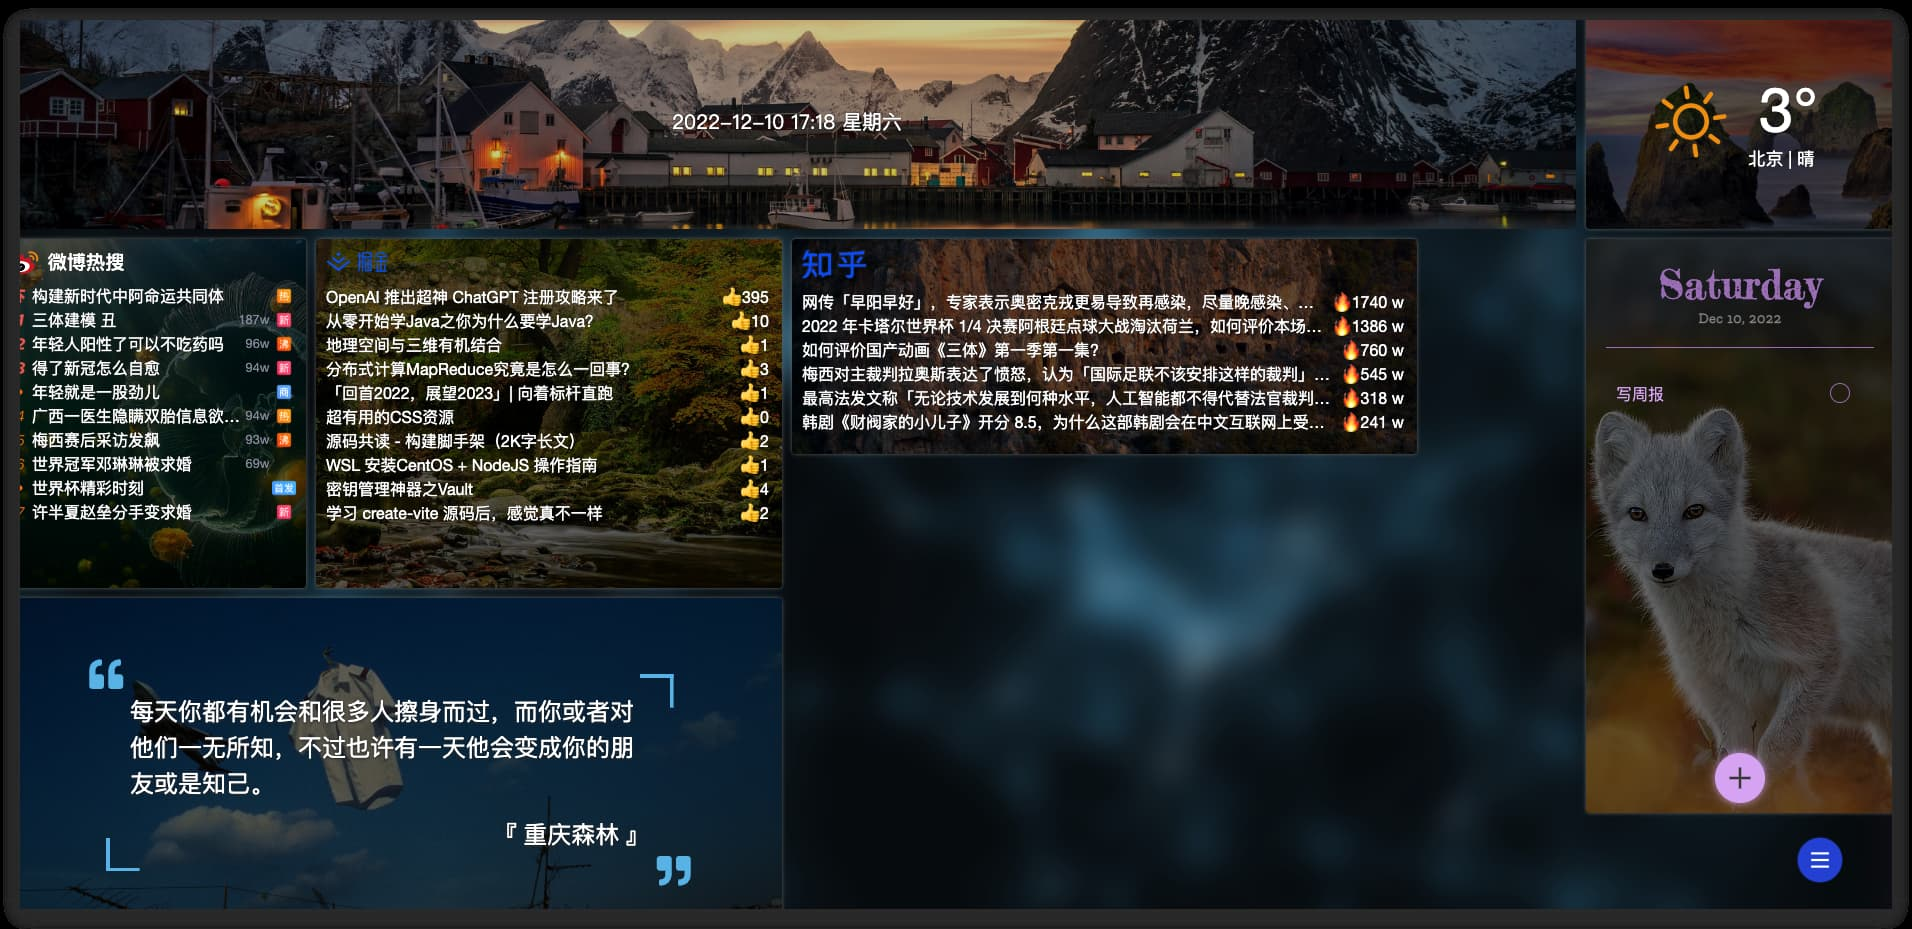 2022-12-10 17:18 星期六
3°
北京 | 晴
微博热搜
构建新时代中阿命运共同体 热
三体建模 丑 187w 新
2 年轻人阳性了可以不吃药吗 96w 沸
3 得了新冠怎么自愈 94w 新
年轻就是一股劲儿 商
4 广西一医生隐瞒双胎信息欲... 94w 热
5 梅西赛后采访发飙 93w 沸
6 世界冠军邓琳琳被求婚 69w
世界杯精彩时刻 首发
7 许半夏赵垒分手变求婚 新
掘金
OpenAI 推出超神 ChatGPT 注册攻略来了 👍395
从零开始学Java之你为什么要学Java? 👍10
地理空间与三维有机结合 👍1
分布式计算MapReduce究竟是怎么一回事? 👍3
「回首2022，展望2023」| 向着标杆直跑 👍1
超有用的CSS资源 👍0
源码共读 - 构建脚手架（2K字长文） 👍2
WSL 安装CentOS + NodeJS 操作指南 👍1
密钥管理神器之Vault 👍4
学习 create-vite 源码后，感觉真不一样 👍2
知乎
网传「早阳早好」，专家表示奥密克戎更易导致再感染，尽量晚感染、... 🔥1740 w
2022 年卡塔尔世界杯 1/4 决赛阿根廷点球大战淘汰荷兰，如何评价本场... 🔥1386 w
如何评价国产动画《三体》第一季第一集? 🔥760 w
梅西对主裁判拉奥斯表达了愤怒，认为「国际足联不该安排这样的裁判」... 🔥545 w
最高法发文称「无论技术发展到何种水平，人工智能都不得代替法官裁判... 🔥318 w
韩剧《财阀家的小儿子》开分 8.5，为什么这部韩剧会在中文互联网上受... 🔥241 w
Saturday
Dec 10, 2022
写周报
每天你都有机会和很多人擦身而过，而你或者对
他们一无所知，不过也许有一天他会变成你的朋
友或是知己。
『 重庆森林 』